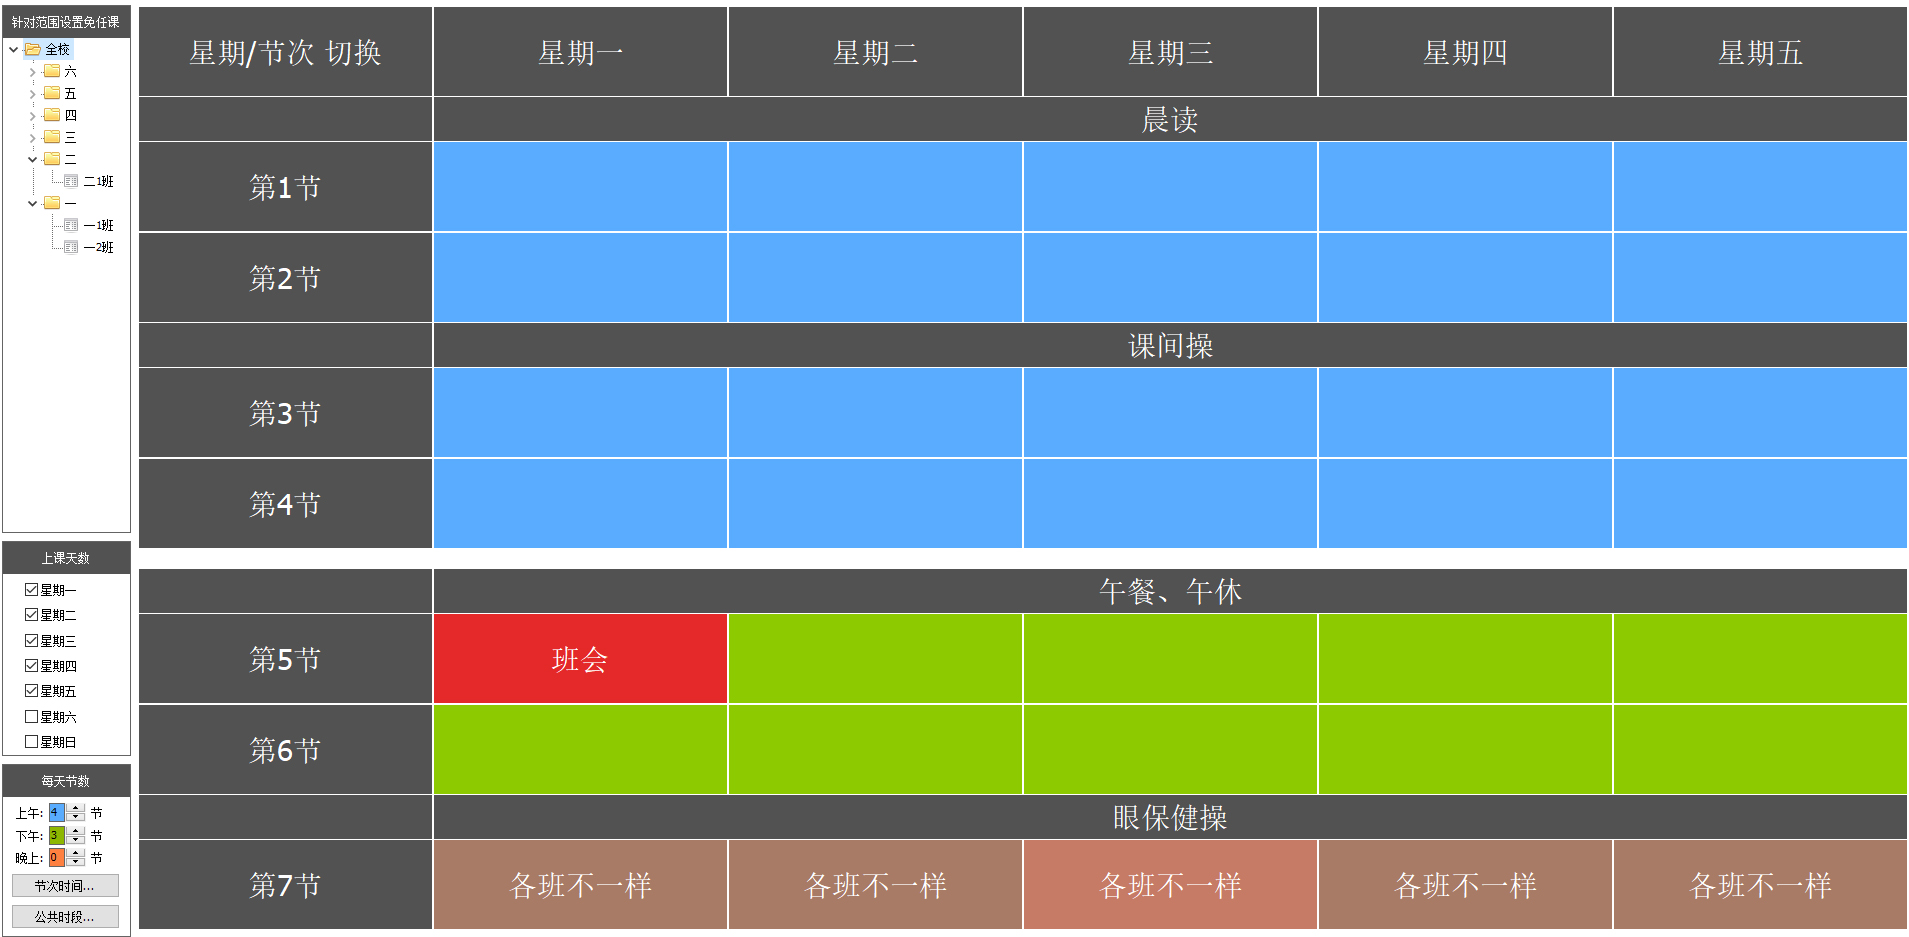 针对范围设置免任课
全校
六
五
四
三
二
二1班
一
一1班
一2班
上课天数
星期一
星期二
星期三
星期四
星期五
星期六
星期日
每天节数
上午: 4 节
下午: 3 节
晚上: 0 节
节次时间...
公共时段...
星期/节次 切换 星期一 星期二 星期三 星期四 星期五
晨读
第1节
第2节
课间操
第3节
第4节
午餐、午休
第5节 班会
第6节
眼保健操
第7节 各班不一样 各班不一样 各班不一样 各班不一样 各班不一样